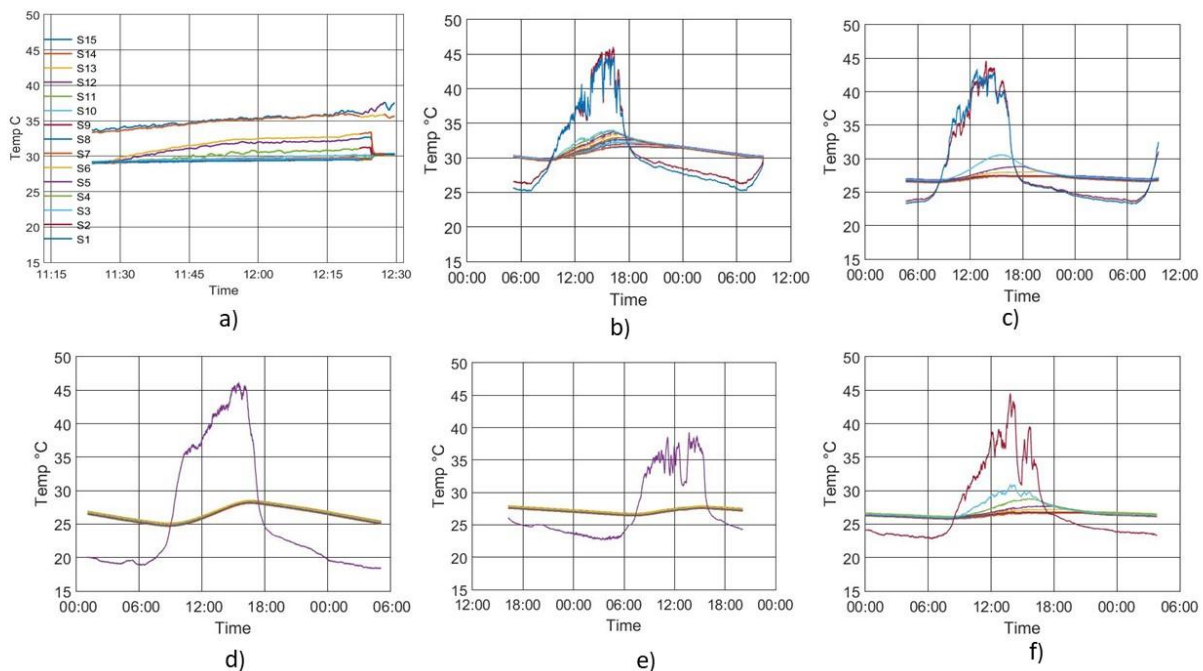 50
45
40
35
30
25
20
15
Temp C
S15
S14
S13
S12
S11
S10
S9
S8
S7
S6
S5
S4
S3
S2
S1
11:15 11:30 11:45 12:00 12:15 12:30
Time
a)
50
45
40
35
30
25
20
15
Temp °C
00:00 06:00 12:00 18:00 00:00 06:00 12:00
Time
b)
50
45
40
35
30
25
20
15
Temp °C
00:00 06:00 12:00 18:00 00:00 06:00 12:00
Time
c)
50
45
40
35
30
25
20
15
Temp °C
00:00 06:00 12:00 18:00 00:00 06:00
Time
d)
50
45
40
35
30
25
20
15
Temp °C
12:00 18:00 00:00 06:00 12:00 18:00 00:00
Time
e)
50
45
40
35
30
25
20
15
Temp °C
00:00 06:00 12:00 18:00 00:00 06:00
Time
f)